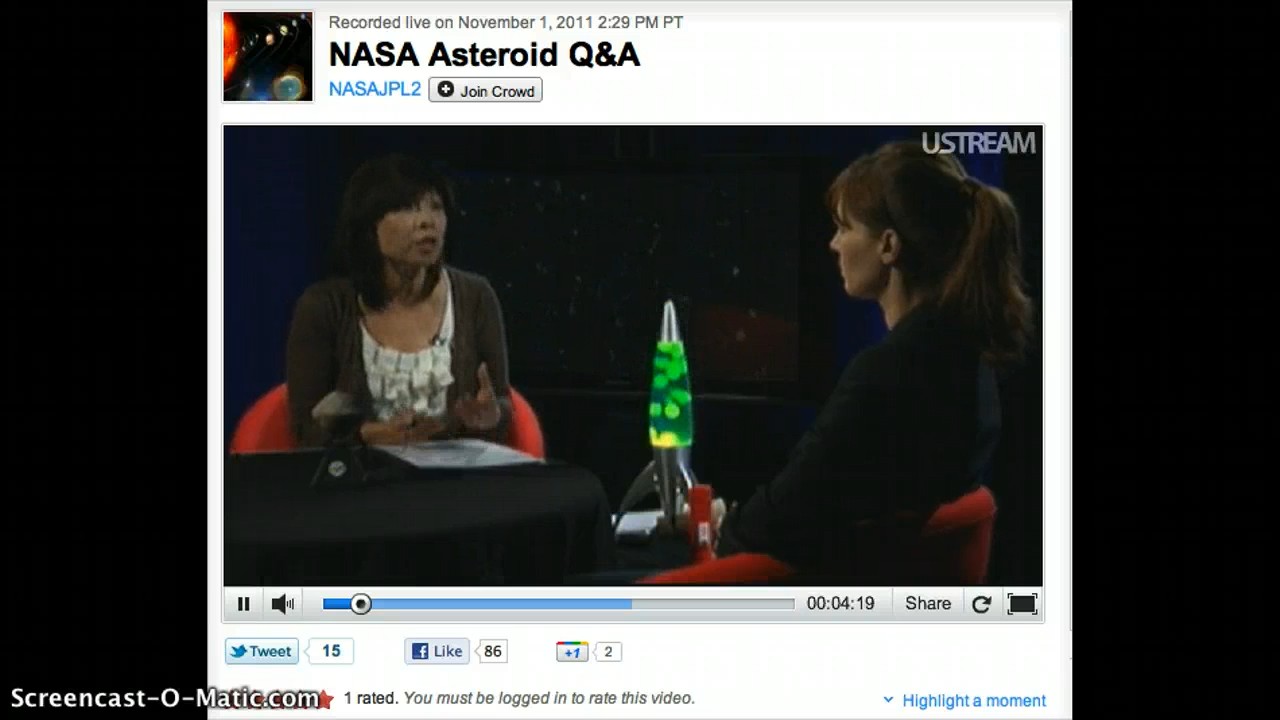 Recorded live on November 1, 2011 2:29 PM PT
NASA Asteroid Q&A
NASAJPL2
Join Crowd
USTREAM
00:04:19
Share
Tweet
15
Like
86
+1
2
Screencast-O-Matic.com
1 rated. You must be logged in to rate this video.
Highlight a moment